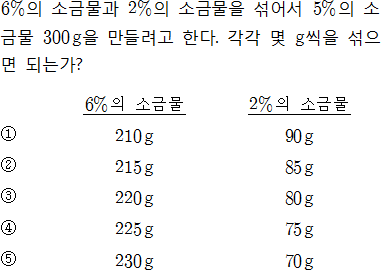 6%의 소금물과 2%의 소금물을 섞어서 5%의 소
금물 300g을 만들려고 한다. 각각 몇 g씩을 섞으
면 되는가?
6%의 소금물 2%의 소금물
① 210g 90g
② 215g 85g
③ 220g 80g
④ 225g 75g
⑤ 230g 70g